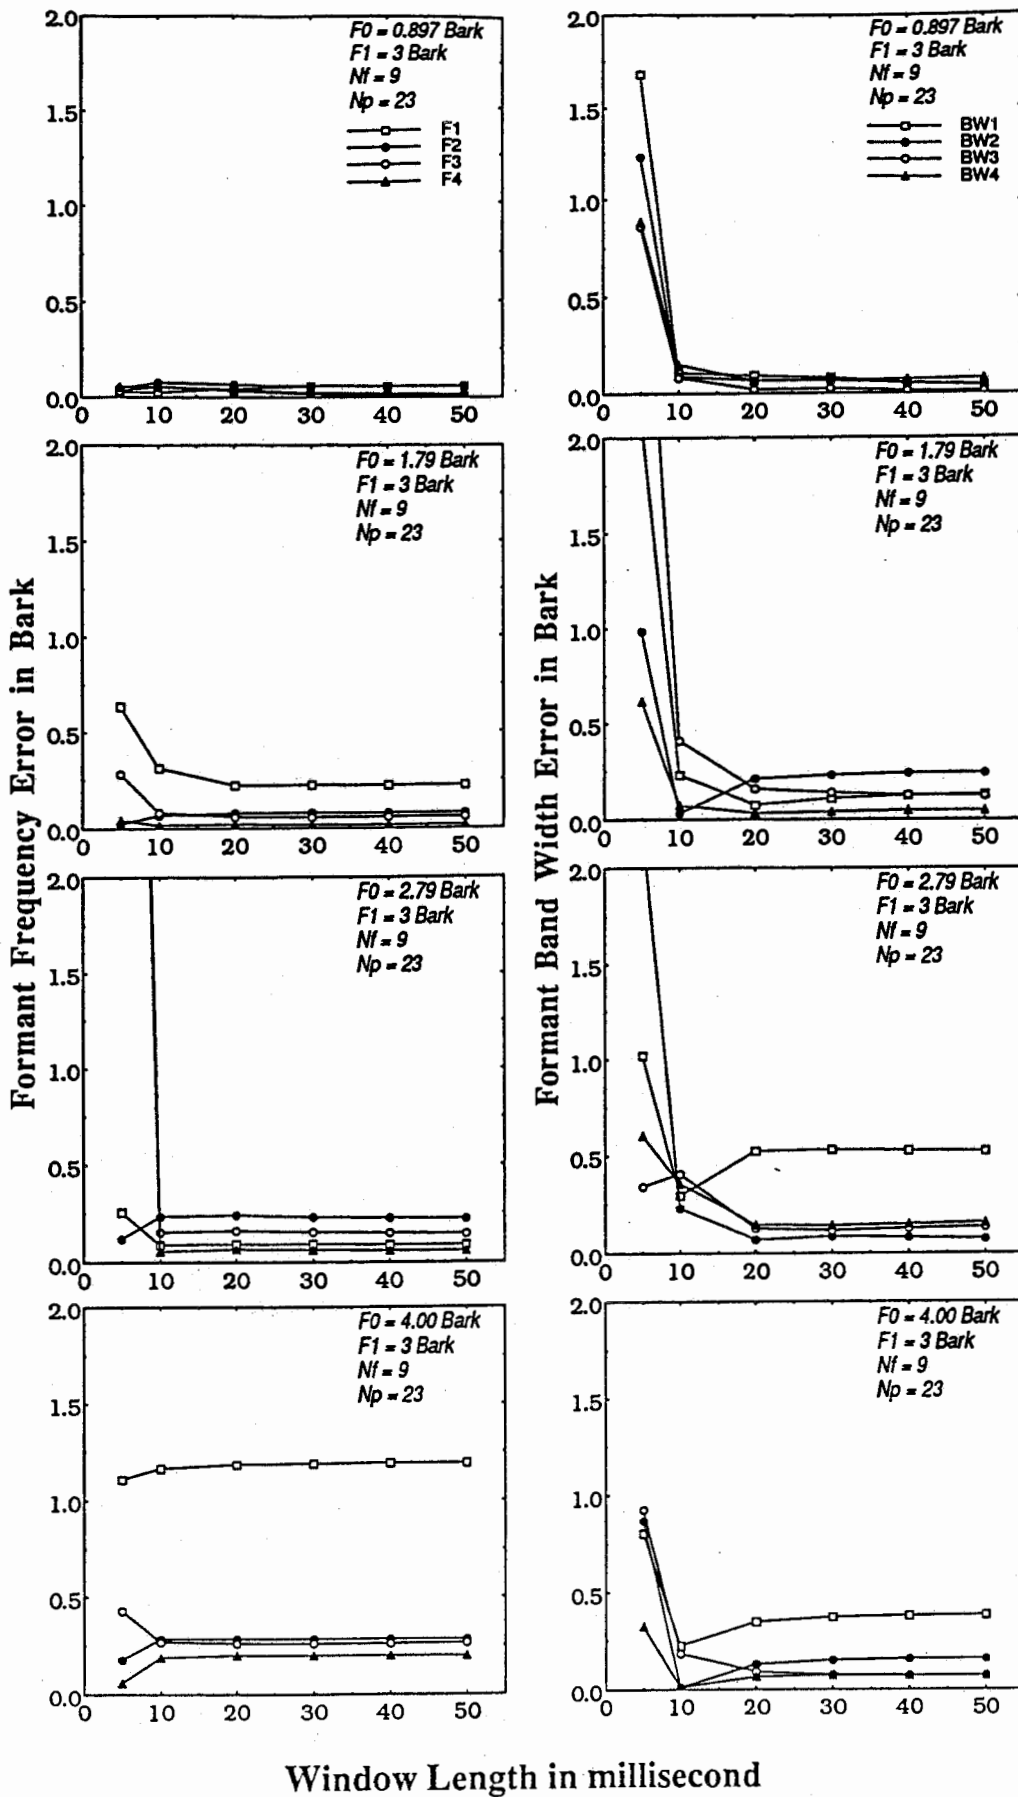 2.0
1.5
1.0
0.5
0.0
0 10 20 30 40 50
F0 = 0.897 Bark
F1 = 3 Bark
Nf = 9
Np = 23
F1
F2
F3
F4
2.0
1.5
1.0
0.5
0.0
0 10 20 30 40 50
F0 = 0.897 Bark
F1 = 3 Bark
Nf = 9
Np = 23
BW1
BW2
BW3
BW4
2.0
1.5
1.0
0.5
0.0
0 10 20 30 40 50
F0 = 1.79 Bark
F1 = 3 Bark
Nf = 9
Np = 23
2.0
1.5
1.0
0.5
0.0
0 10 20 30 40 50
F0 = 1.79 Bark
F1 = 3 Bark
Nf = 9
Np = 23
Formant Frequency Error in Bark
Formant Band Width Error in Bark
2.0
1.5
1.0
0.5
0.0
0 10 20 30 40 50
F0 = 2.79 Bark
F1 = 3 Bark
Nf = 9
Np = 23
2.0
1.5
1.0
0.5
0.0
0 10 20 30 40 50
F0 = 2.79 Bark
F1 = 3 Bark
Nf = 9
Np = 23
2.0
1.5
1.0
0.5
0.0
0 10 20 30 40 50
F0 = 4.00 Bark
F1 = 3 Bark
Nf = 9
Np = 23
2.0
1.5
1.0
0.5
0.0
0 10 20 30 40 50
F0 = 4.00 Bark
F1 = 3 Bark
Nf = 9
Np = 23
Window Length in millisecond